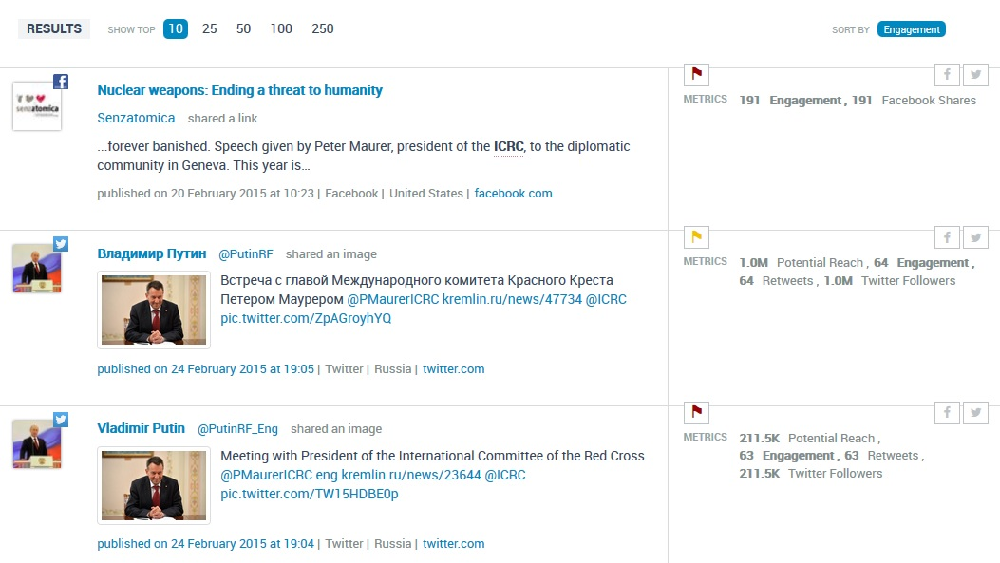 RESULTS SHOW TOP 10 25 50 100 250 SORT BY Engagement
senzatomica
Nuclear weapons: Ending a threat to humanity
Senzatomica shared a link
...forever banished. Speech given by Peter Maurer, president of the ICRC, to the diplomatic
community in Geneva. This year is...
published on 20 February 2015 at 10:23 | Facebook | United States | facebook.com
METRICS 191 Engagement , 191 Facebook Shares
Владимир Путин @PutinRF shared an image
Встреча с главой Международного комитета Красного Креста
Петером Маурером @PMaurerICRC kremlin.ru/news/47734 @ICRC
pic.twitter.com/ZpAGroyhYQ
published on 24 February 2015 at 19:05 | Twitter | Russia | twitter.com
METRICS 1.0M Potential Reach , 64 Engagement ,
64 Retweets , 1.0M Twitter Followers
Vladimir Putin @PutinRF_Eng shared an image
Meeting with President of the International Committee of the Red Cross
@PMaurerICRC eng.kremlin.ru/news/23644 @ICRC
pic.twitter.com/TW15HDBE0p
published on 24 February 2015 at 19:04 | Twitter | Russia | twitter.com
METRICS 211.5K Potential Reach ,
63 Engagement , 63 Retweets ,
211.5K Twitter Followers